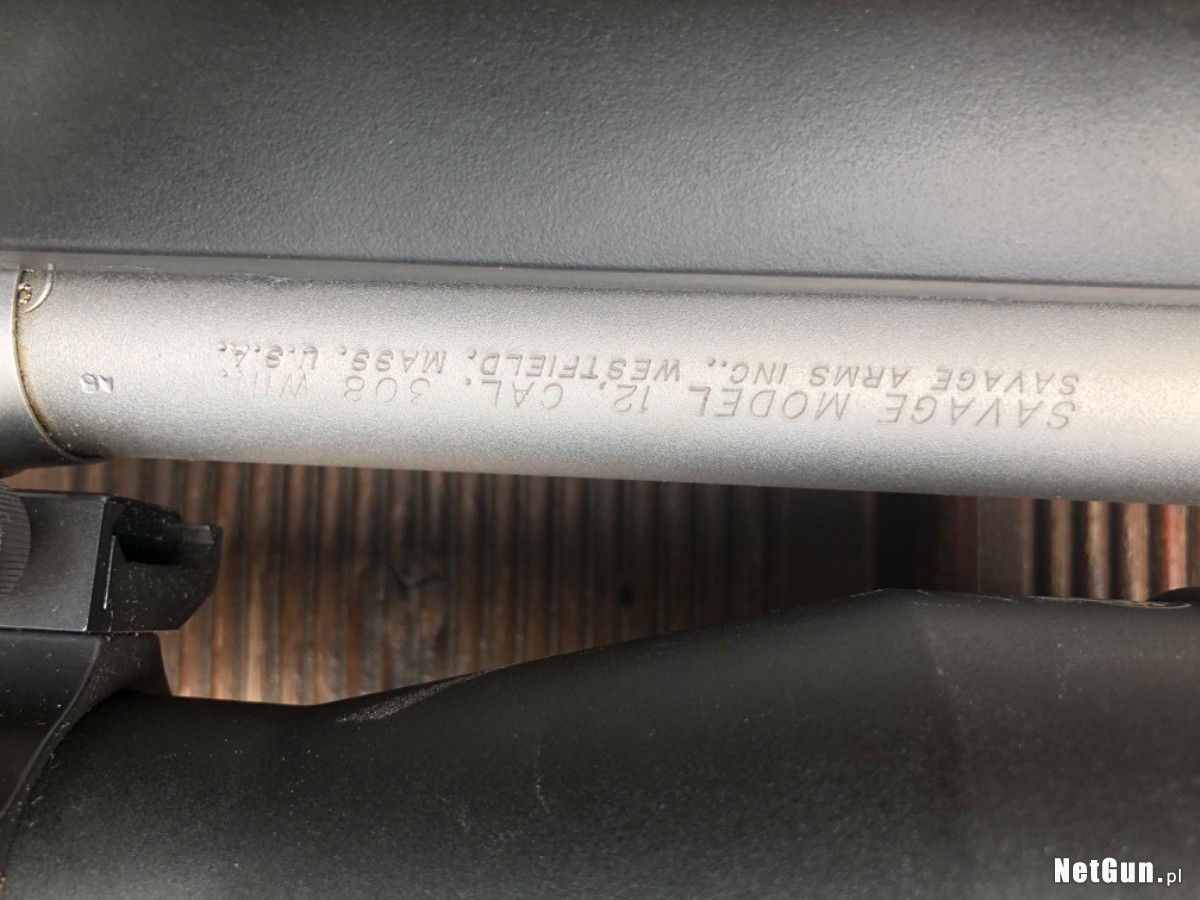 SAVAGE MODEL 12, CAL. 308 WIN.
SAVAGE ARMS INC., WESTFIELD, MASS. U.S.A.
NetGun.pl